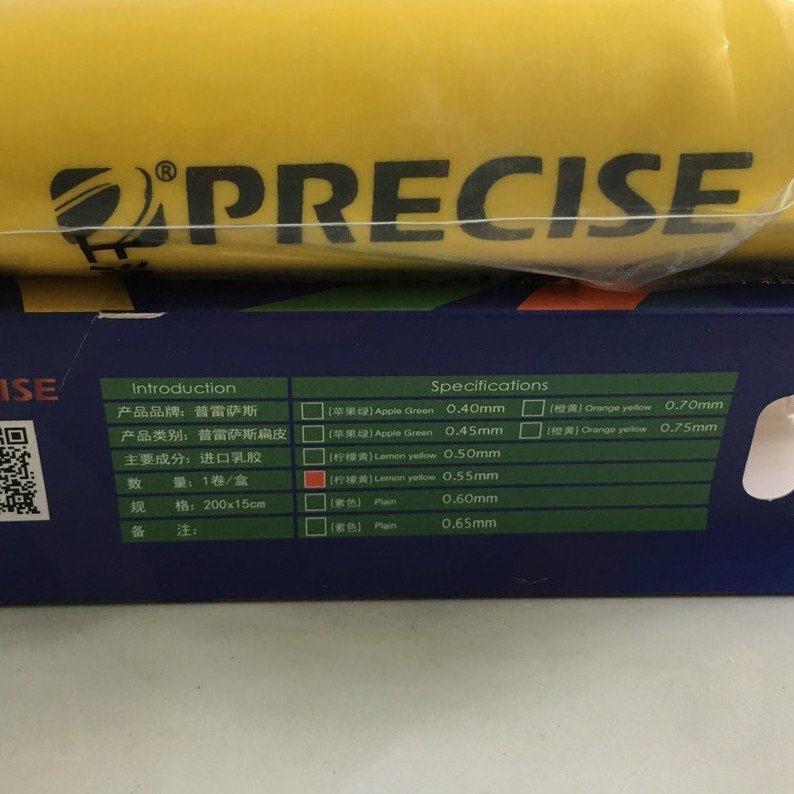 ® PRECISE
ISE
Introduction
Specifications
产品品牌：普雷萨斯
(苹果绿) Apple Green 0.40mm
(橙黄) Orange yellow 0.70mm
产品类别：普雷萨斯扁皮
(苹果绿) Apple Green 0.45mm
(橙黄) Orange yellow 0.75mm
主要成分：进口乳胶
(柠檬黄) Lemon yellow 0.50mm
数 量：1卷/盒
(柠檬黄) Lemon yellow 0.55mm
规 格：200x15cm
(素色) Plain 0.60mm
备 注：
(素色) Plain 0.65mm